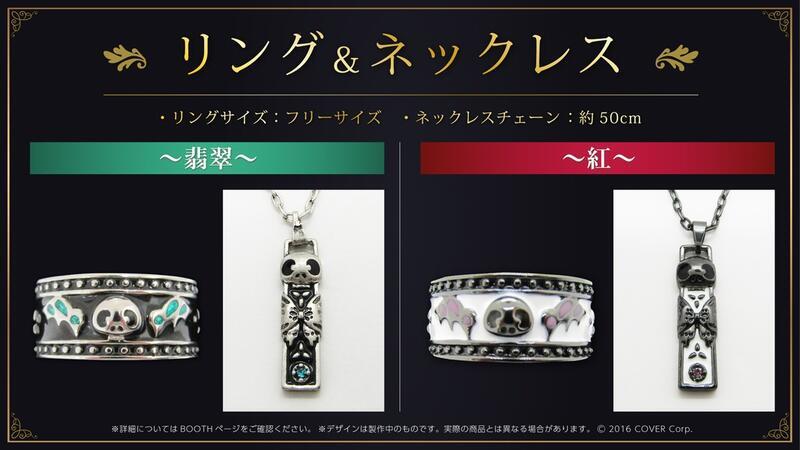 リング&ネックレス
・リングサイズ：フリーサイズ ・ネックレスチェーン：約50cm
〜翡翠〜
〜紅〜
※詳細についてはBOOTHページをご確認ください。※デザインは製作中のものです。実際の商品とは異なる場合があります。© 2016 COVER Corp.